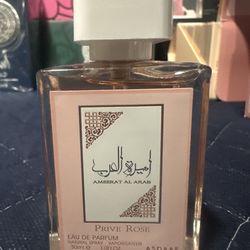 أميرة العرب
AMEERAT AL ARAB
PRIVE ROSE
EAU DE PARFUM
NATURAL SPRAY - VAPORISATEUR